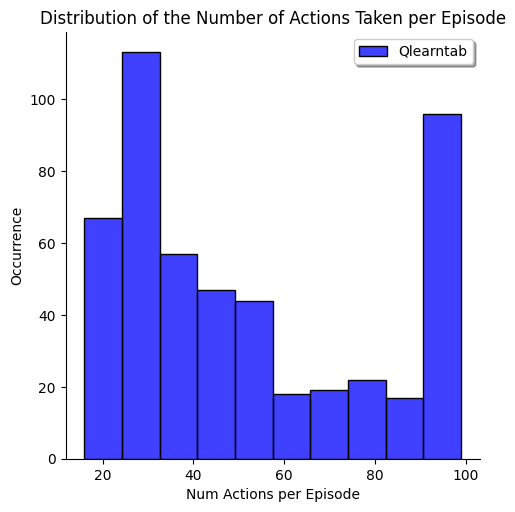 Distribution of the Number of Actions Taken per Episode
Qlearntab
Occurrence
100
80
60
40
20
0
20 40 60 80 100
Num Actions per Episode